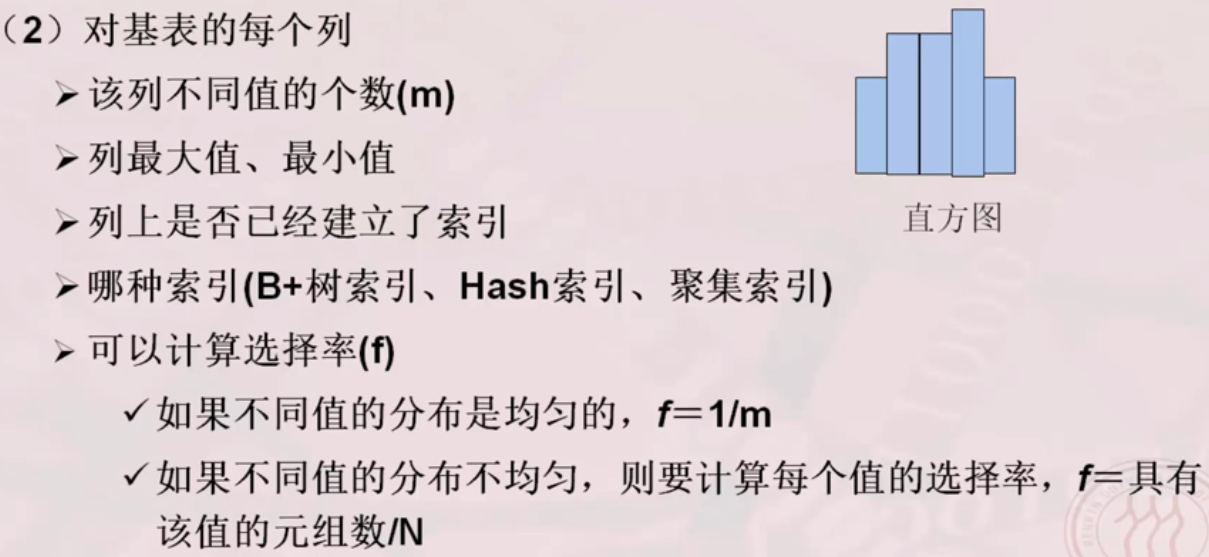 （2）对基表的每个列
➢该列不同值的个数(m)
➢列最大值、最小值
➢列上是否已经建立了索引
➢哪种索引(B+树索引、Hash索引、聚集索引)
➢可以计算选择率(f)
✓如果不同值的分布是均匀的，f＝1/m
✓如果不同值的分布不均匀，则要计算每个值的选择率，f＝具有
该值的元组数/N
直方图